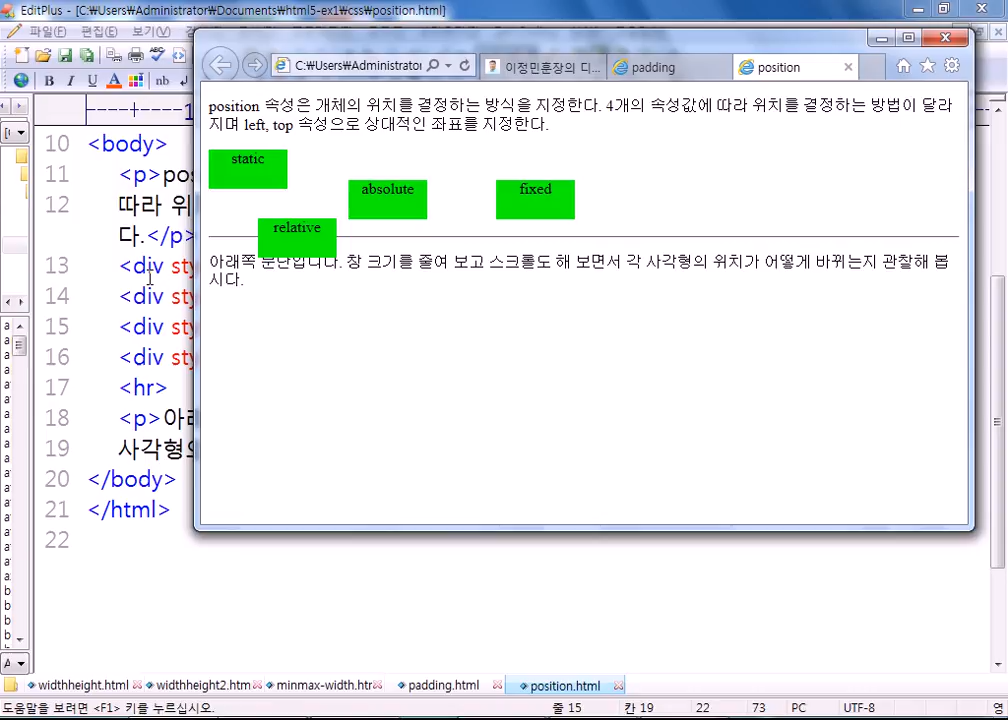 EditPlus - [C:₩Users₩Administrator₩Documents₩html5-ex1₩css₩position.html]
파일(F) 편집(E) 보기(V)
C:₩Users₩Administrator
이정민훈장의 디...
padding
position
B I U A nb
position 속성은 개체의 위치를 결정하는 방식을 지정한다. 4개의 속성값에 따라 위치를 결정하는 방법이 달라
지며 left, top 속성으로 상대적인 좌표를 지정한다.
static
absolute
fixed
relative
아래쪽 문단입니다. 창 크기를 줄여 보고 스크롤도 해 보면서 각 사각형의 위치가 어떻게 바뀌는지 관찰해 봅
시다.
----+----1
10 <body>
11 <p>pos
12 따라 위
다.</p>
13 <div sty
14 <div sty
15 <div sty
16 <div sty
17 <hr>
18 <p>아래
19 사각형의
20 </body>
21 </html>
22
widthheight.html widthheight2.htm minmax-width.htm padding.html position.html
도움말을 보려면 <F1> 키를 누르십시오. 줄 15 칸 19 22 73 PC UTF-8